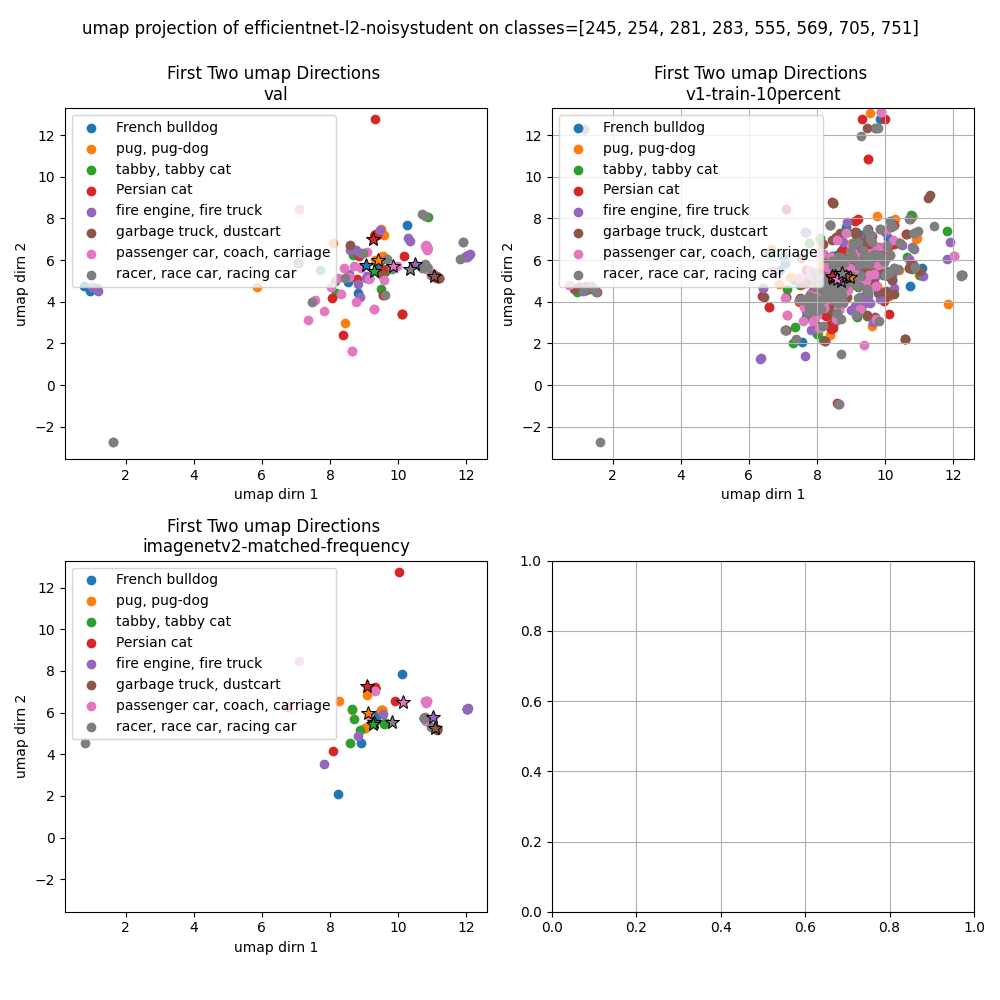 umap projection of efficientnet-l2-noisystudent on classes=[245, 254, 281, 283, 555, 569, 705, 751]
First Two umap Directions
val
12
10
8
6
4
2
0
−2
2
4
6
8
10
12
umap dirn 2
umap dirn 1
French bulldog
pug, pug-dog
tabby, tabby cat
Persian cat
fire engine, fire truck
garbage truck, dustcart
passenger car, coach, carriage
racer, race car, racing car
First Two umap Directions
v1-train-10percent
12
10
8
6
4
2
0
−2
2
4
6
8
10
12
umap dirn 2
umap dirn 1
French bulldog
pug, pug-dog
tabby, tabby cat
Persian cat
fire engine, fire truck
garbage truck, dustcart
passenger car, coach, carriage
racer, race car, racing car
First Two umap Directions
imagenetv2-matched-frequency
12
10
8
6
4
2
0
−2
2
4
6
8
10
12
umap dirn 2
umap dirn 1
French bulldog
pug, pug-dog
tabby, tabby cat
Persian cat
fire engine, fire truck
garbage truck, dustcart
passenger car, coach, carriage
racer, race car, racing car
1.0
0.8
0.6
0.4
0.2
0.0
0.0
0.2
0.4
0.6
0.8
1.0